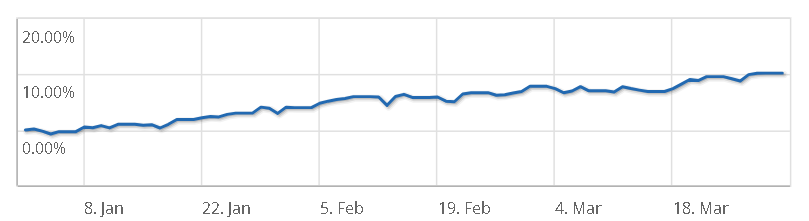 20.00%
10.00%
0.00%
8. Jan 22. Jan 5. Feb 19. Feb 4. Mar 18. Mar